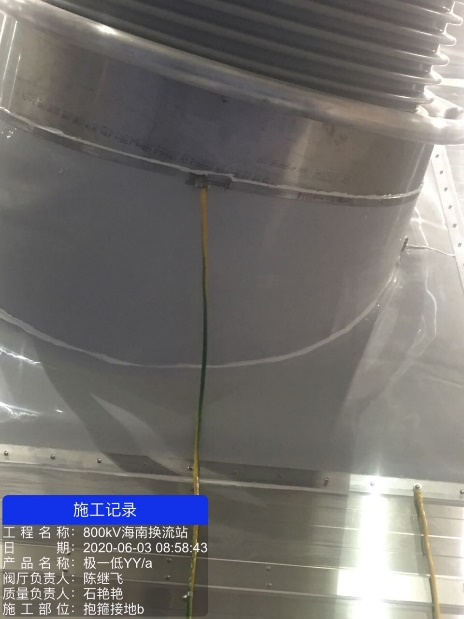 施工记录
工程名称：800kV海南换流站
日期：2020-06-03 08:58:43
产品名称：极一低YY/a
阀厅负责人：陈继飞
质量负责人：石艳艳
施工部位：抱箍接地b